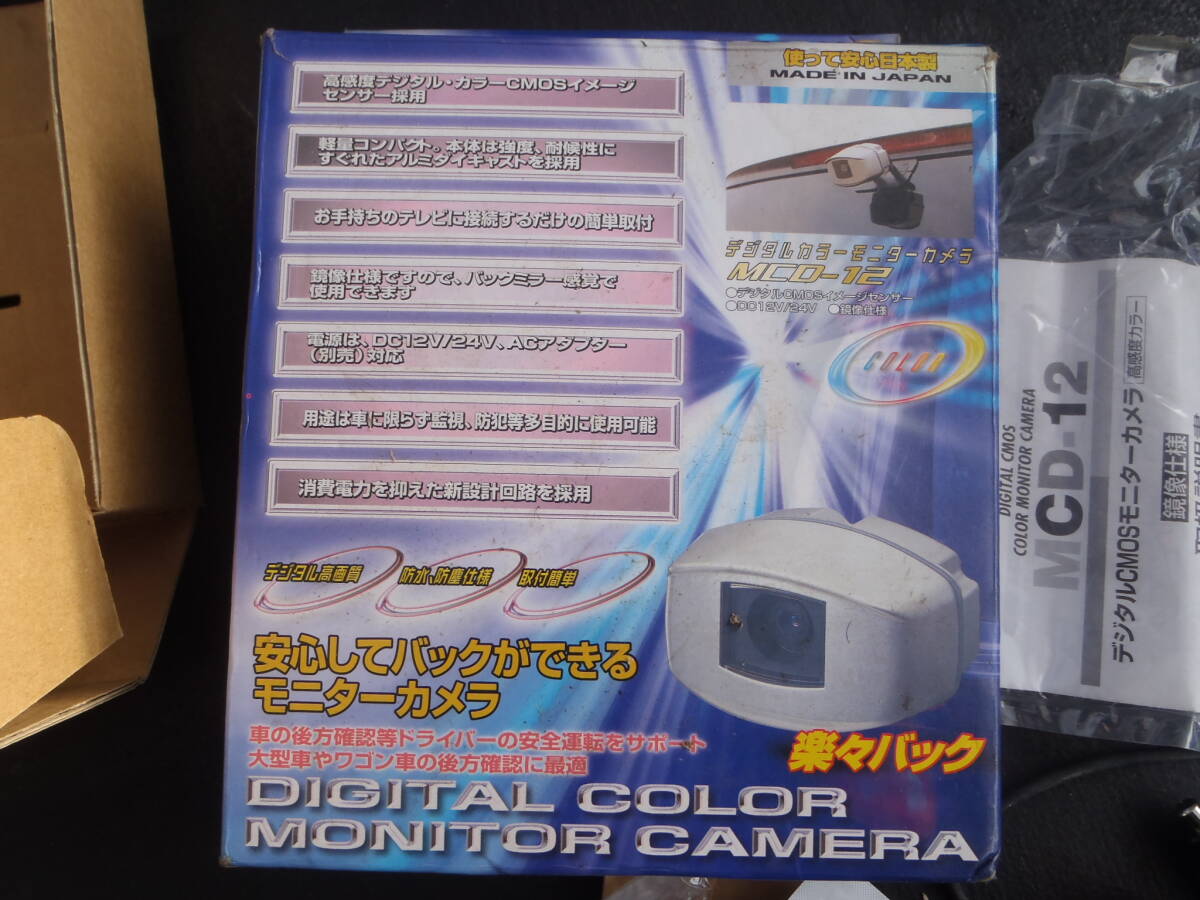 使って安心日本製
MADE IN JAPAN
高感度デジタル・カラーCMOSイメージ
センサー採用
軽量コンパクト。本体は強度、耐候性に
すぐれたアルミダイキャストを採用
お手持ちのテレビに接続するだけの簡単取付
鏡像仕様ですので、バックミラー感覚で
使用できます
電源は、DC12V/24V、ACアダプター
（別売）対応
用途は車に限らず監視、防犯等多目的に使用可能
消費電力を抑えた新設計回路を採用
デジタルカラーモニターカメラ
MCD-12
●デジタルCMOSイメージセンサー
●DC12V/24V ●鏡像仕様
COLOR
デジタル高画質
防水、防塵仕様
取付簡単
安心してバックができる
モニターカメラ
車の後方確認等ドライバーの安全運転をサポート
大型車やワゴン車の後方確認に最適
楽々バック
DIGITAL COLOR
MONITOR CAMERA
DIGITAL CMOS
COLOR MONITOR CAMERA
MCD-12
デジタルCMOSモニターカメラ 高感度カラー
鏡像仕様